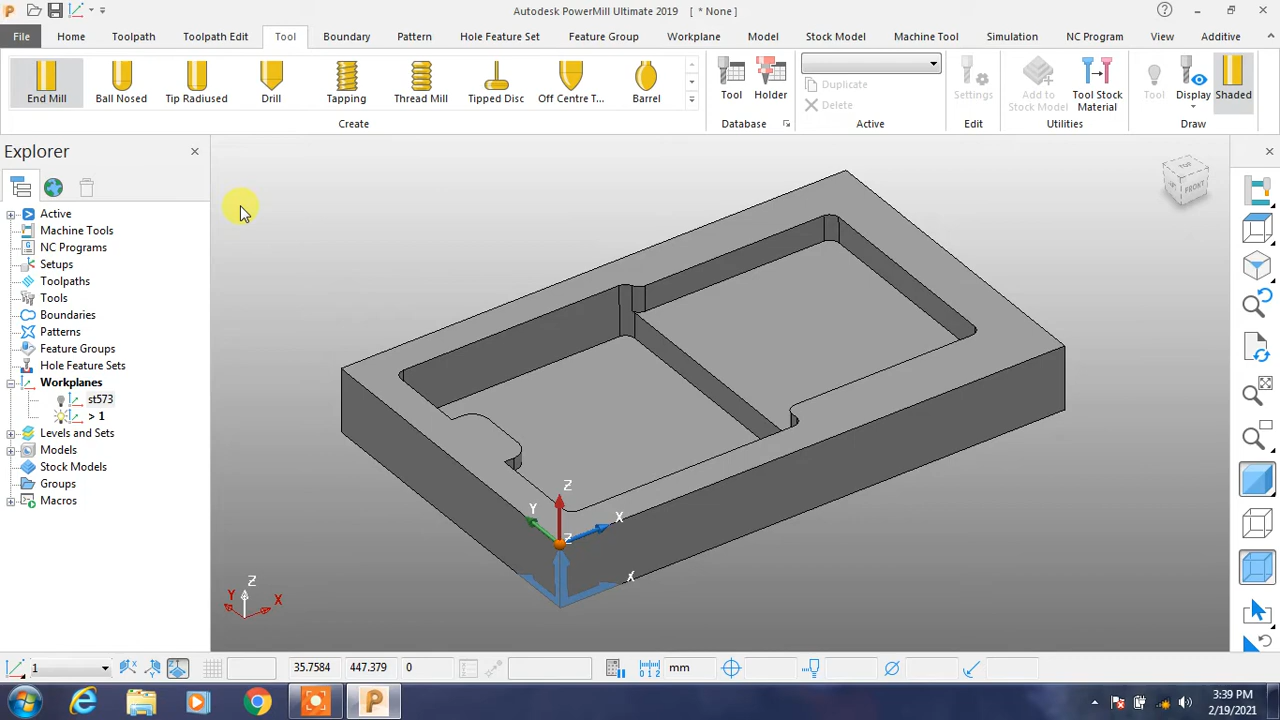 Autodesk PowerMill Ultimate 2019 [ * None ]
File Home Toolpath Toolpath Edit Tool Boundary Pattern Hole Feature Set Feature Group Workplane Model Stock Model Machine Tool Simulation NC Program View Additive
End Mill Ball Nosed Tip Radiused Drill Tapping Thread Mill Tipped Disc Off Centre T... Barrel
Create
Tool Holder
Database
Duplicate
Delete
Active
Settings
Edit
Add to Stock Model Tool Stock Material
Utilities
Tool Display Shaded
Draw
Explorer
Active
Machine Tools
NC Programs
Setups
Toolpaths
Tools
Boundaries
Patterns
Feature Groups
Hole Feature Sets
Workplanes
st573
> 1
Levels and Sets
Models
Stock Models
Groups
Macros
TOP
FRONT
Z
Y X
Z
X
Z
Y X
1 35.7584 447.379 0 mm
3:39 PM
2/19/2021